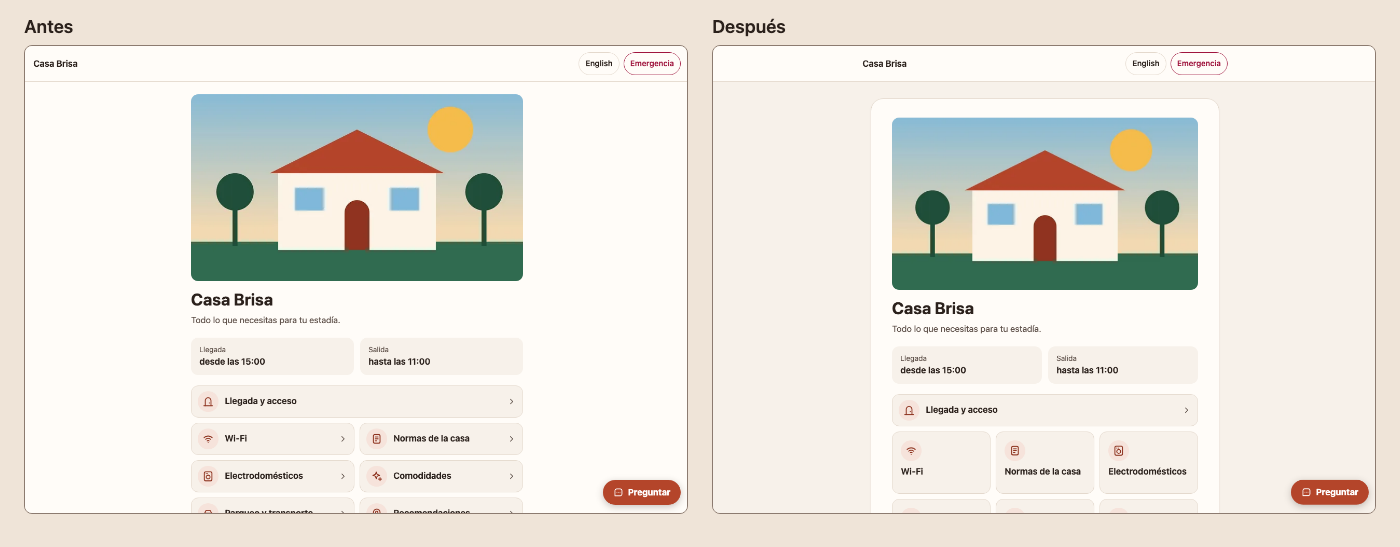 Antes
Casa Brisa
English
Emergencia
Casa Brisa
Todo lo que necesitas para tu estadía.
Llegada
desde las 15:00
Salida
hasta las 11:00
Llegada y acceso
Wi-Fi
Normas de la casa
Electrodomésticos
Comodidades
Parqueo y transporte
Recomendaciones
Preguntar
Después
Casa Brisa
English
Emergencia
Casa Brisa
Todo lo que necesitas para tu estadía.
Llegada
desde las 15:00
Salida
hasta las 11:00
Llegada y acceso
Wi-Fi
Normas de la casa
Electrodomésticos
Preguntar